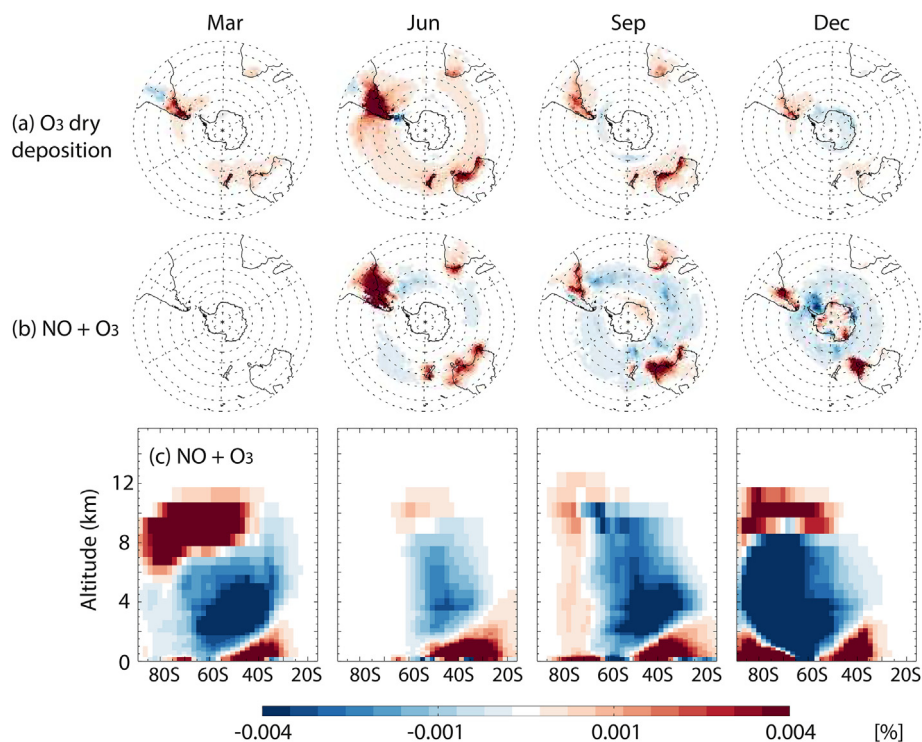 Mar Jun Sep Dec
(a) O3 dry
deposition
(b) NO + O3
(c) NO + O3
Altitude (km)
12
8
4
0
80S 60S 40S 20S 80S 60S 40S 20S 80S 60S 40S 20S 80S 60S 40S 20S
-0.004 -0.001 0.001 0.004 [%]